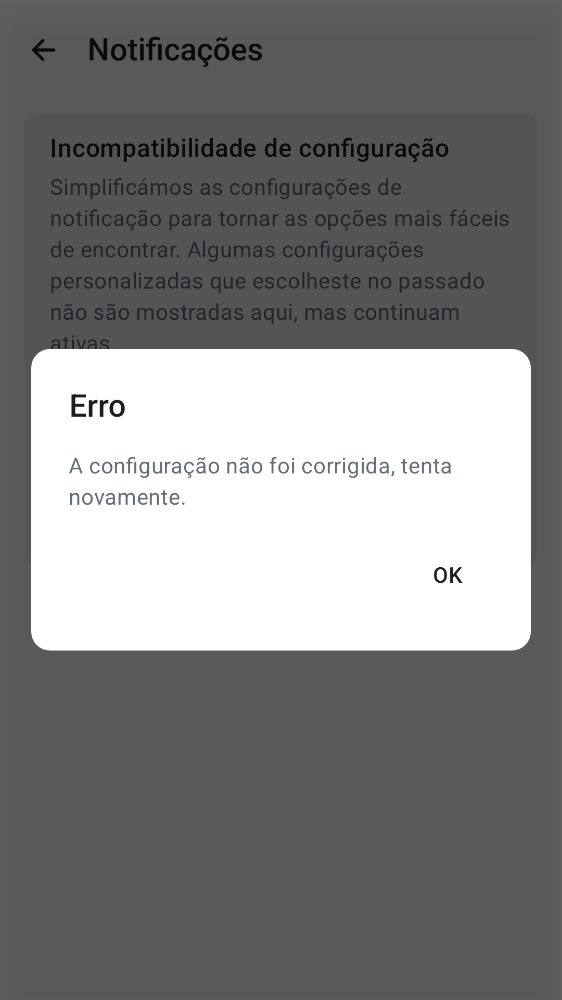 Notificações
Incompatibilidade de configuração
Simplificámos as configurações de
notificação para tornar as opções mais fáceis
de encontrar. Algumas configurações
personalizadas que escolheste no passado
não são mostradas aqui, mas continuam
ativas.
Erro
A configuração não foi corrigida, tenta
novamente.
OK